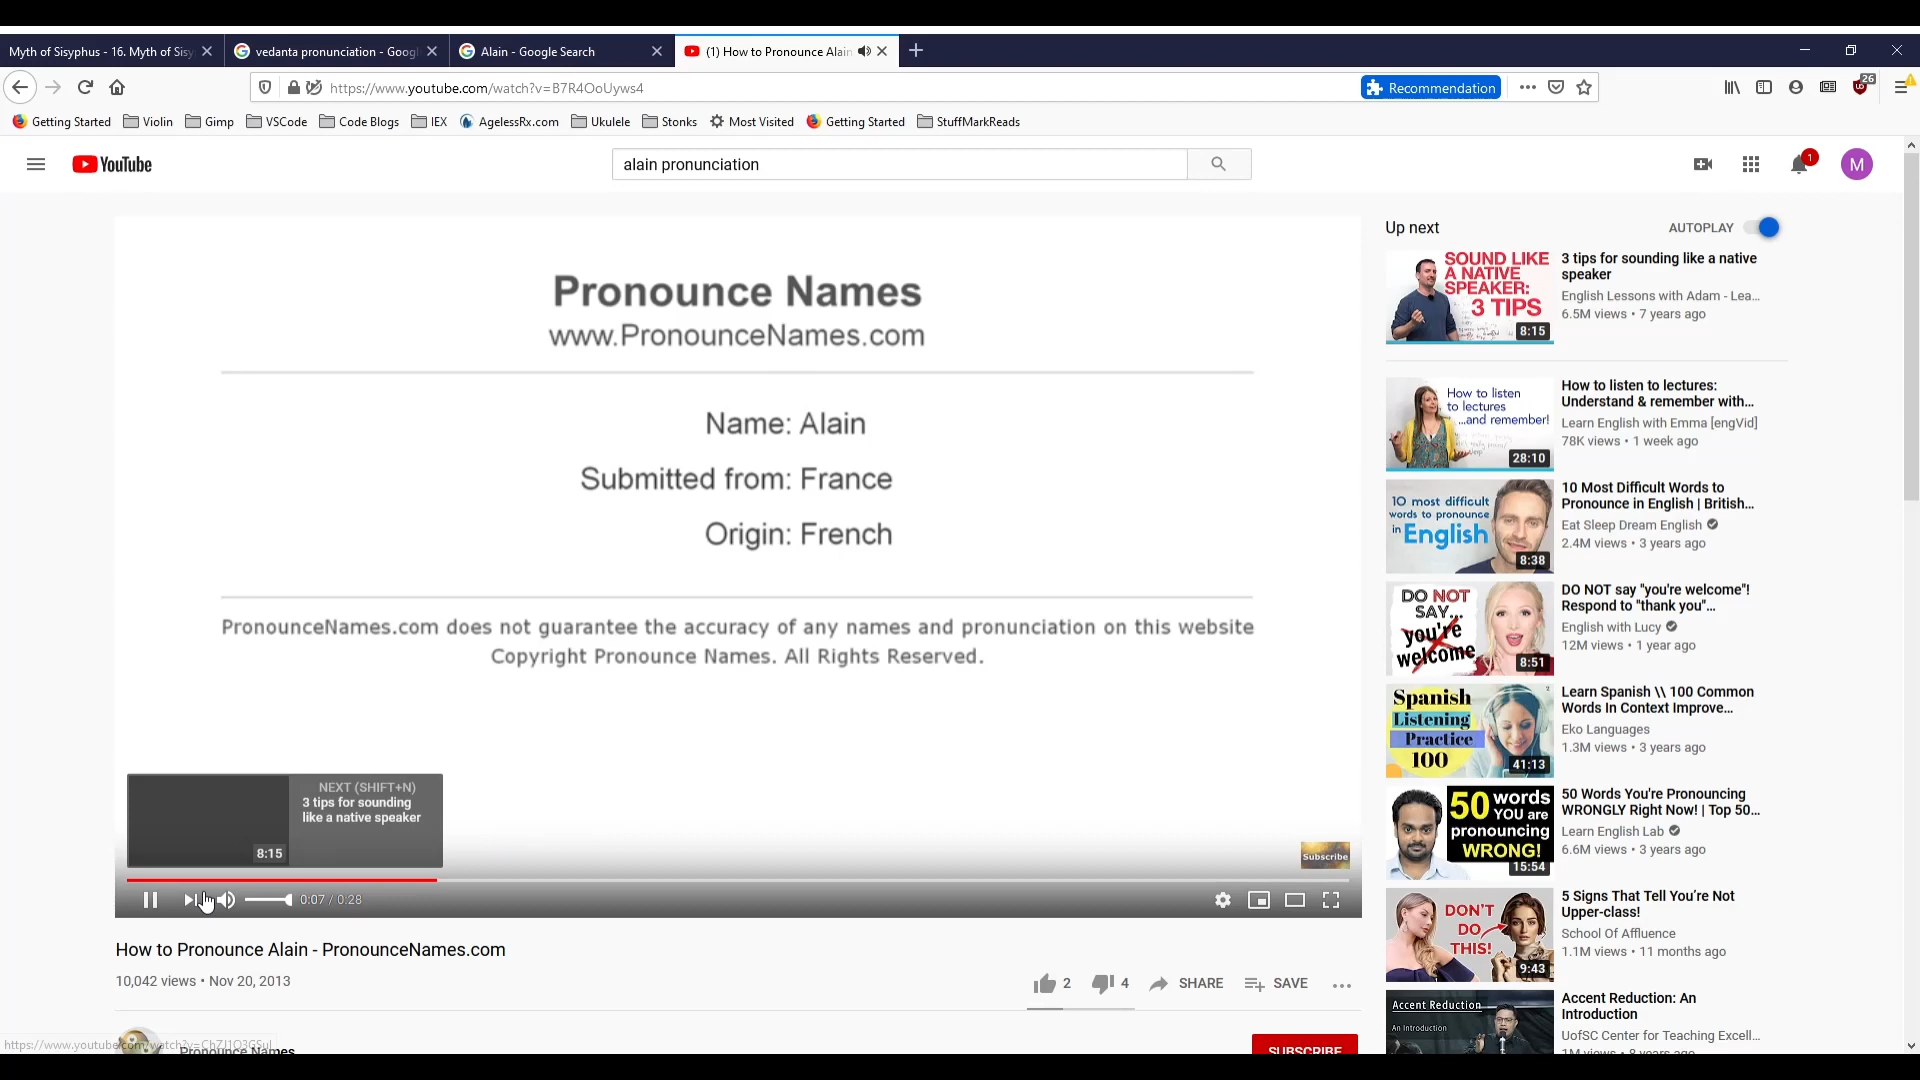 Myth of Sisyphus - 16. Myth of Sisy
vedanta pronunciation - Goog
Alain - Google Search
(1) How to Pronounce Alain
https://www.youtube.com/watch?v=B7R4OoUyws4
Recommendation
26
Getting Started
Violin
Gimp
VSCode
Code Blogs
IEX
AgelessRx.com
Ukulele
Stonks
Most Visited
Getting Started
StuffMarkReads
YouTube
alain pronunciation
1
M
Pronounce Names
www.PronounceNames.com
Name: Alain
Submitted from: France
Origin: French
PronounceNames.com does not guarantee the accuracy of any names and pronunciation on this website
Copyright Pronounce Names. All Rights Reserved.
NEXT (SHIFT+N)
3 tips for sounding
like a native speaker
8:15
Subscribe
0:07 / 0:28
How to Pronounce Alain - PronounceNames.com
10,042 views • Nov 20, 2013
2
4
SHARE
SAVE
Pronounce Names
SUBSCRIBE
Up next
AUTOPLAY
SOUND LIKE
A NATIVE
SPEAKER:
3 TIPS
8:15
3 tips for sounding like a native
speaker
English Lessons with Adam - Lea...
6.5M views • 7 years ago
How to listen
to lectures
...and remember!
28:10
How to listen to lectures:
Understand & remember with...
Learn English with Emma [engVid]
78K views • 1 week ago
10 most difficult
words to pronounce
in English
8:38
10 Most Difficult Words to
Pronounce in English | British...
Eat Sleep Dream English
2.4M views • 3 years ago
DO NOT
SAY...
you're
welcome
8:51
DO NOT say "you're welcome"!
Respond to "thank you"...
English with Lucy
12M views • 1 year ago
Spanish
Listening
Practice
100
41:13
Learn Spanish \\ 100 Common
Words In Context Improve...
Eko Languages
1.3M views • 3 years ago
50 words
YOU are
pronouncing
WRONG!
15:54
50 Words You're Pronouncing
WRONGLY Right Now! | Top 50...
Learn English Lab
6.6M views • 3 years ago
DON'T
DO
THIS!
9:43
5 Signs That Tell You're Not
Upper-class!
School Of Affluence
1.1M views • 11 months ago
Accent Reduction
An Introduction
Accent Reduction: An
Introduction
UofSC Center for Teaching Excell...
1M views • 8 years ago